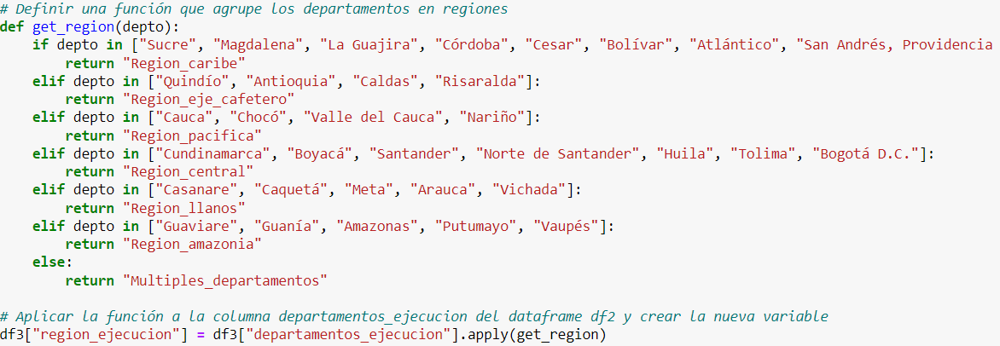 # Definir una función que agrupe los departamentos en regiones
def get_region(depto):
    if depto in ["Sucre", "Magdalena", "La Guajira", "Córdoba", "Cesar", "Bolívar", "Atlántico", "San Andrés, Providencia
        return "Region_caribe"
    elif depto in ["Quindío", "Antioquia", "Caldas", "Risaralda"]:
        return "Region_eje_cafetero"
    elif depto in ["Cauca", "Chocó", "Valle del Cauca", "Nariño"]:
        return "Region_pacifica"
    elif depto in ["Cundinamarca", "Boyacá", "Santander", "Norte de Santander", "Huila", "Tolima", "Bogotá D.C."]:
        return "Region_central"
    elif depto in ["Casanare", "Caquetá", "Meta", "Arauca", "Vichada"]:
        return "Region_llanos"
    elif depto in ["Guaviare", "Guanía", "Amazonas", "Putumayo", "Vaupés"]:
        return "Region_amazonia"
    else:
        return "Multiples_departamentos"

# Aplicar la función a la columna departamentos_ejecucion del dataframe df2 y crear la nueva variable
df3["region_ejecucion"] = df3["departamentos_ejecucion"].apply(get_region)